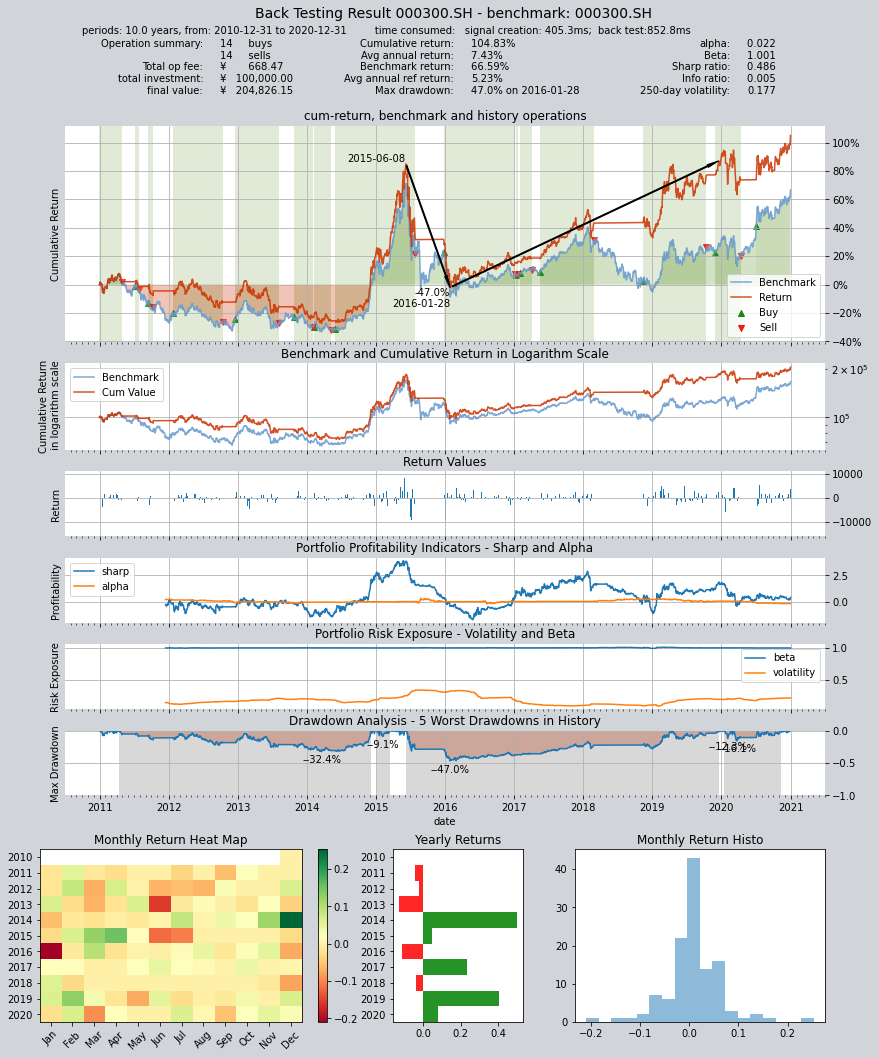 Back Testing Result 000300.SH - benchmark: 000300.SH
periods: 10.0 years, from: 2010-12-31 to 2020-12-31 time consumed: signal creation: 405.3ms; back test:852.8ms
Operation summary: 14 buys Cumulative return: 104.83% alpha: 0.022
14 sells Avg annual return: 7.43% Beta: 1.001
Total op fee: ¥ 668.47 Benchmark return: 66.59% Sharp ratio: 0.486
total investment: ¥ 100,000.00 Avg annual ref return: 5.23% Info ratio: 0.005
final value: ¥ 204,826.15 Max drawdown: 47.0% on 2016-01-28 250-day volatility: 0.177
cum-return, benchmark and history operations
Cumulative Return
2015-06-08
-47.0%
2016-01-28
100%
80%
60%
40%
20%
0%
−20%
−40%
Benchmark
Return
Buy
Sell
Benchmark and Cumulative Return in Logarithm Scale
Cumulative Return
in logarithm scale
Benchmark
Cum Value
2 × 10⁵
10⁵
Return Values
Return
10000
0
−10000
Portfolio Profitability Indicators - Sharp and Alpha
Profitability
sharp
alpha
2.5
0.0
Portfolio Risk Exposure - Volatility and Beta
Risk Exposure
beta
volatility
1.0
0.5
Drawdown Analysis - 5 Worst Drawdowns in History
Max Drawdown
−9.1%
−32.4%
−47.0%
0.0
−0.5
−1.0
2011 2012 2013 2014 2015 2016 2017 2018 2019 2020 2021
date
Monthly Return Heat Map
2010
2011
2012
2013
2014
2015
2016
2017
2018
2019
2020
Jan Feb Mar Apr May Jun Jul Aug Sep Oct Nov Dec
0.2
0.1
0.0
−0.1
−0.2
Yearly Returns
2010
2011
2012
2013
2014
2015
2016
2017
2018
2019
2020
0.0 0.2 0.4
Monthly Return Histo
40
30
20
10
0
−0.2 −0.1 0.0 0.1 0.2